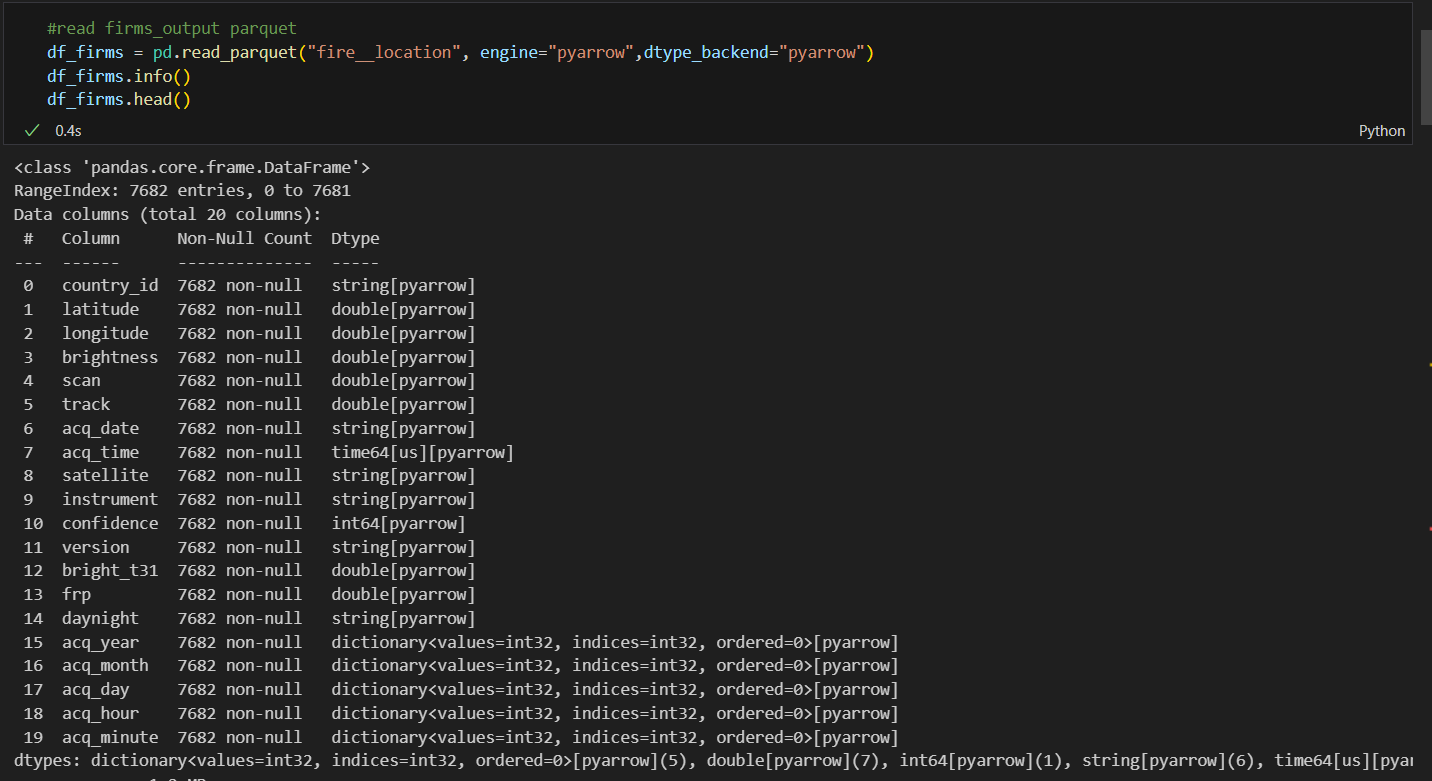 #read firms_output parquet
df_firms = pd.read_parquet("fire__location", engine="pyarrow",dtype_backend="pyarrow")
df_firms.info()
df_firms.head()
0.4s
Python
<class 'pandas.core.frame.DataFrame'>
RangeIndex: 7682 entries, 0 to 7681
Data columns (total 20 columns):
 #   Column      Non-Null Count  Dtype
---  ------      --------------  -----
 0   country_id  7682 non-null   string[pyarrow]
 1   latitude    7682 non-null   double[pyarrow]
 2   longitude   7682 non-null   double[pyarrow]
 3   brightness  7682 non-null   double[pyarrow]
 4   scan        7682 non-null   double[pyarrow]
 5   track       7682 non-null   double[pyarrow]
 6   acq_date    7682 non-null   string[pyarrow]
 7   acq_time    7682 non-null   time64[us][pyarrow]
 8   satellite   7682 non-null   string[pyarrow]
 9   instrument  7682 non-null   string[pyarrow]
 10  confidence  7682 non-null   int64[pyarrow]
 11  version     7682 non-null   string[pyarrow]
 12  bright_t31  7682 non-null   double[pyarrow]
 13  frp         7682 non-null   double[pyarrow]
 14  daynight    7682 non-null   string[pyarrow]
 15  acq_year    7682 non-null   dictionary<values=int32, indices=int32, ordered=0>[pyarrow]
 16  acq_month   7682 non-null   dictionary<values=int32, indices=int32, ordered=0>[pyarrow]
 17  acq_day     7682 non-null   dictionary<values=int32, indices=int32, ordered=0>[pyarrow]
 18  acq_hour    7682 non-null   dictionary<values=int32, indices=int32, ordered=0>[pyarrow]
 19  acq_minute  7682 non-null   dictionary<values=int32, indices=int32, ordered=0>[pyarrow]
dtypes: dictionary<values=int32, indices=int32, ordered=0>[pyarrow](5), double[pyarrow](7), int64[pyarrow](1), string[pyarrow](6), time64[us][pyar